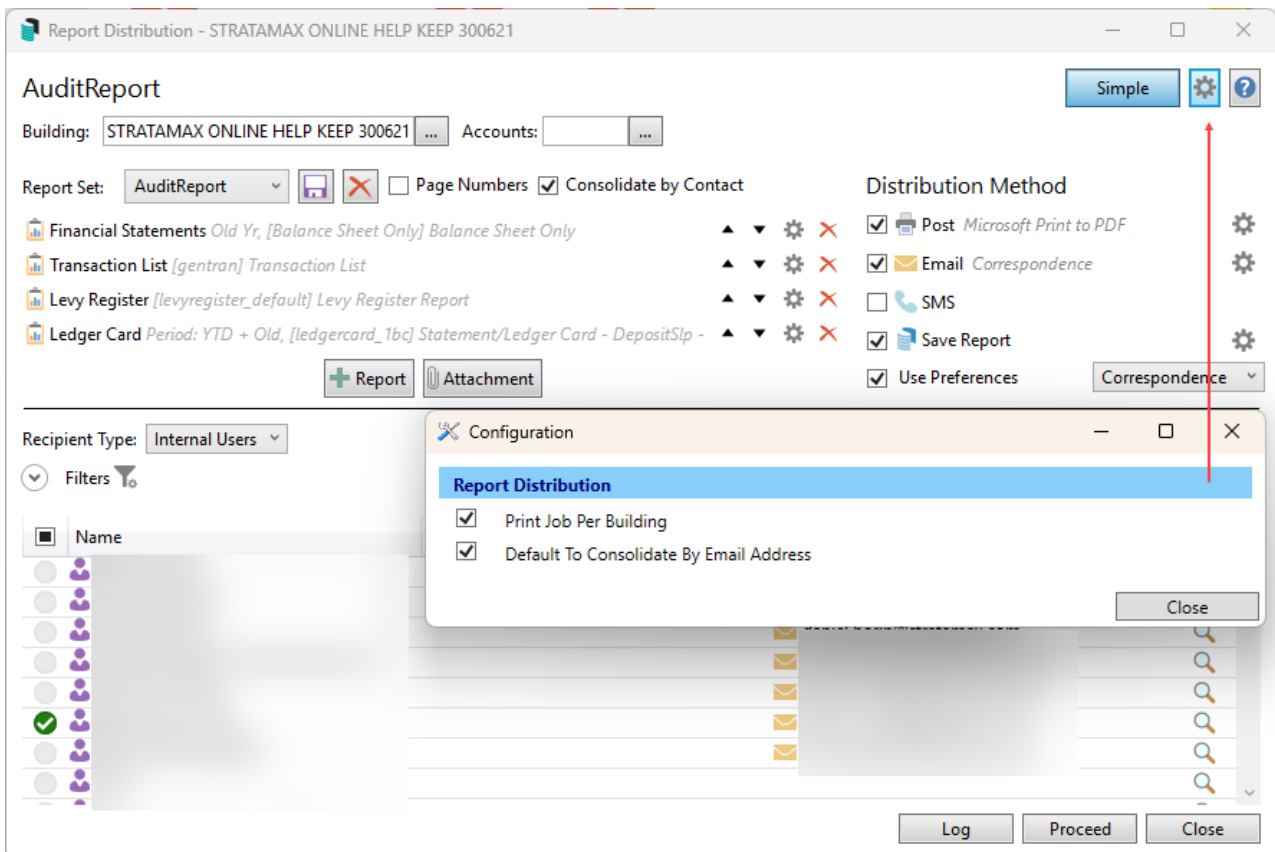 Report Distribution - STRATAMAX ONLINE HELP KEEP 300621
AuditReport
Simple
Building: STRATAMAX ONLINE HELP KEEP 300621 ... Accounts: ...
Report Set: AuditReport Page Numbers Consolidate by Contact
Distribution Method
Financial Statements Old Yr, [Balance Sheet Only] Balance Sheet Only
Post Microsoft Print to PDF
Transaction List [gentran] Transaction List
Email Correspondence
Levy Register [levyregister_default] Levy Register Report
SMS
Ledger Card Period: YTD + Old, [ledgercard_1bc] Statement/Ledger Card - DepositSlp -
Save Report
Report Attachment
Use Preferences Correspondence
Recipient Type: Internal Users
Configuration
Filters
Report Distribution
Print Job Per Building
Name
Default To Consolidate By Email Address
Close
Log Proceed Close